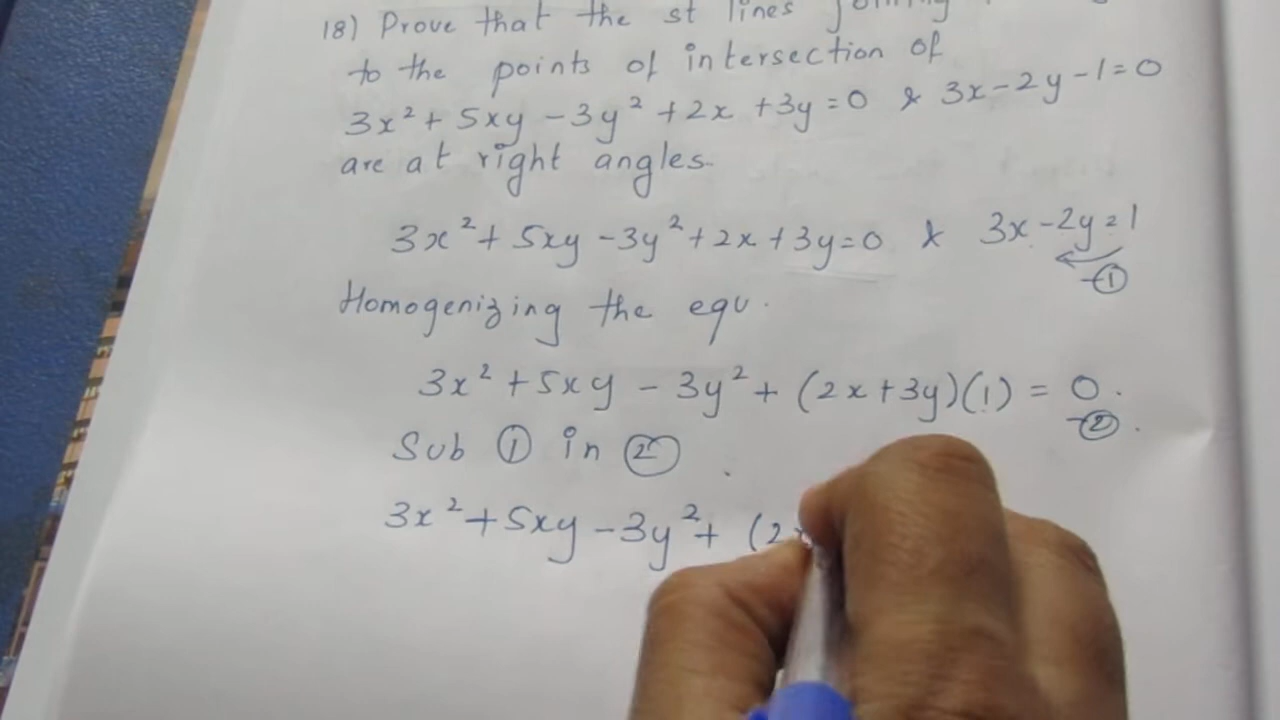 18) Prove that the st lines
to the points of intersection of
3x² + 5xy - 3y² + 2x + 3y = 0 & 3x - 2y - 1 = 0
are at right angles.
3x² + 5xy - 3y² + 2x + 3y = 0 & 3x - 2y = 1
①
Homogenizing the equ.
3x² + 5xy - 3y² + (2x + 3y)(1) = 0.
②.
Sub ① in ②.
3x² + 5xy - 3y² + (2x